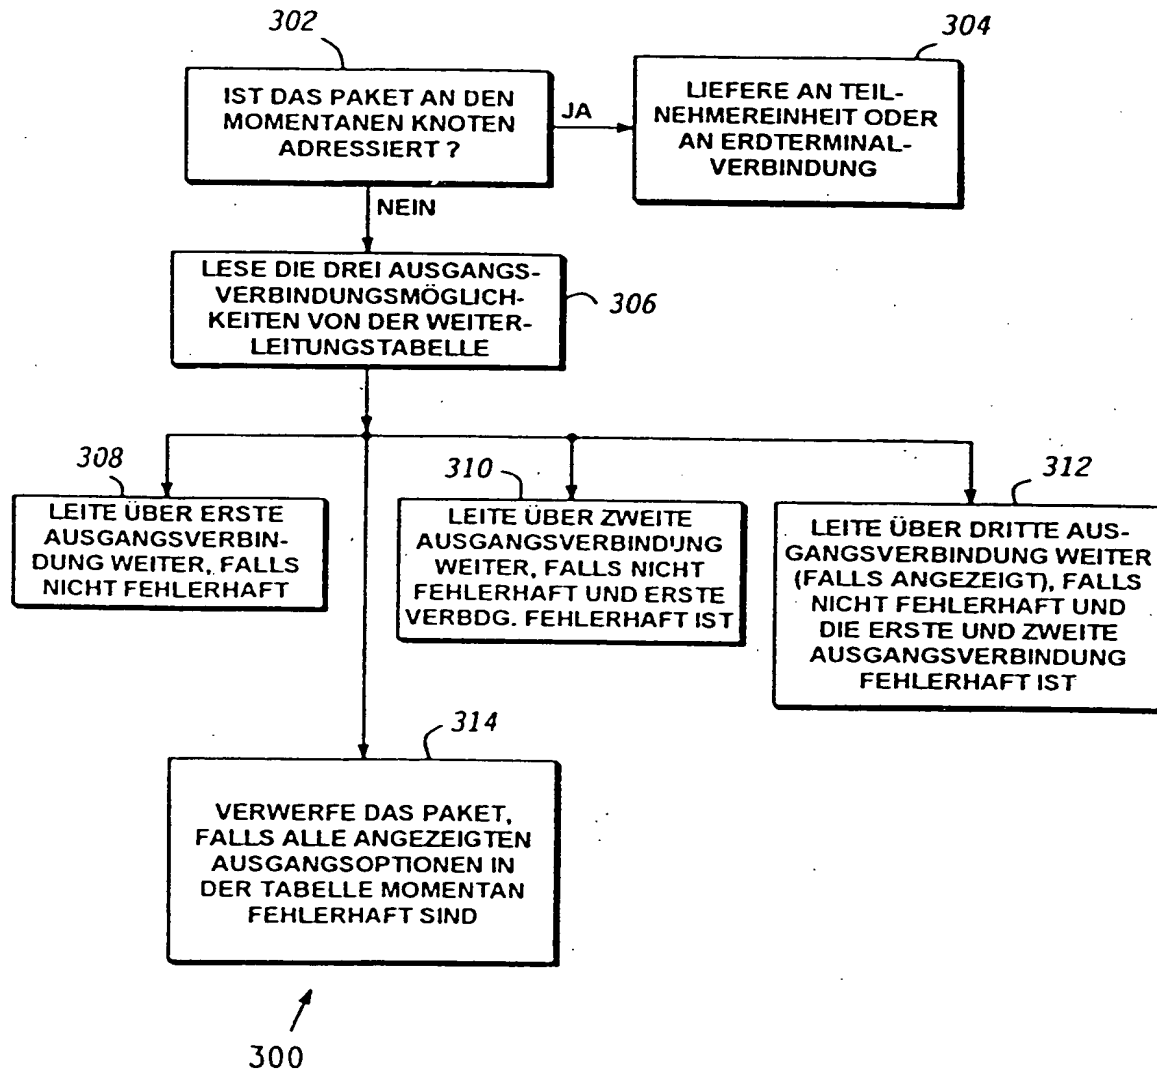 302
IST DAS PAKET AN DEN
MOMENTANEN KNOTEN
ADRESSIERT ?
JA
304
LIEFERE AN TEIL-
NEHMEREINHEIT ODER
AN ERDTERMINAL-
VERBINDUNG
NEIN
LESE DIE DREI AUSGANGS-
VERBINDUNGSMÖGLICH-
KEITEN VON DER WEITER-
LEITUNGSTABELLE
306
308
LEITE ÜBER ERSTE
AUSGANGSVERBIN-
DUNG WEITER, FALLS
NICHT FEHLERHAFT
310
LEITE ÜBER ZWEITE
AUSGANGSVERBINDUNG
WEITER, FALLS NICHT
FEHLERHAFT UND ERSTE
VERBDG. FEHLERHAFT IST
312
LEITE ÜBER DRITTE AUS-
GANGSVERBINDUNG WEITER
(FALLS ANGEZEIGT), FALLS
NICHT FEHLERHAFT UND
DIE ERSTE UND ZWEITE
AUSGANGSVERBINDUNG
FEHLERHAFT IST
314
VERWERFE DAS PAKET,
FALLS ALLE ANGEZEIGTEN
AUSGANGSOPTIONEN IN
DER TABELLE MOMENTAN
FEHLERHAFT SIND
300